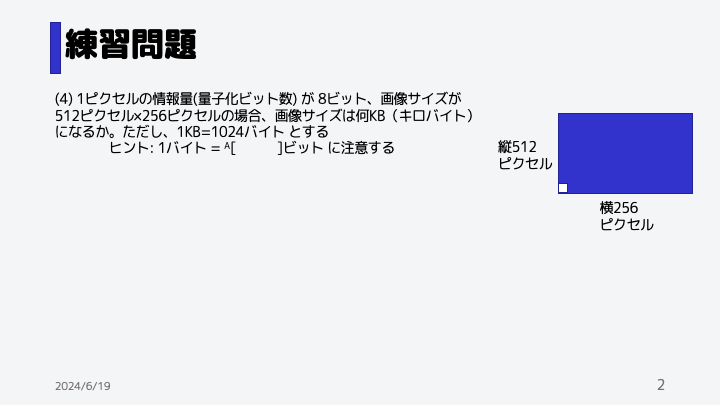 練習問題
(4) 1ピクセルの情報量(量子化ビット数) が 8ビット、画像サイズが
512ピクセル×256ピクセルの場合、画像サイズは何KB（キロバイト）
になるか。ただし、1KB=1024バイト とする
ヒント: 1バイト = A[ ]ビット に注意する
縦512
ピクセル
横256
ピクセル
2024/6/19
2